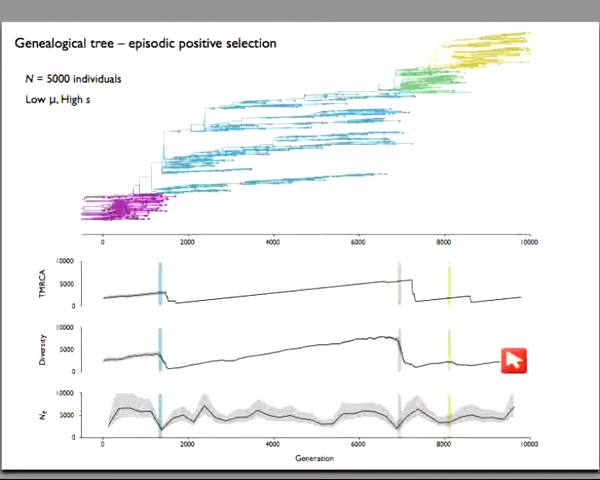 Genealogical tree – episodic positive selection
N = 5000 individuals
Low μ, High s
0 2000 4000 6000 8000 10000
TMRCA
10000
5000
0
Diversity
10000
5000
0
Ne
10000
5000
0
0 2000 4000 6000 8000 10000
Generation